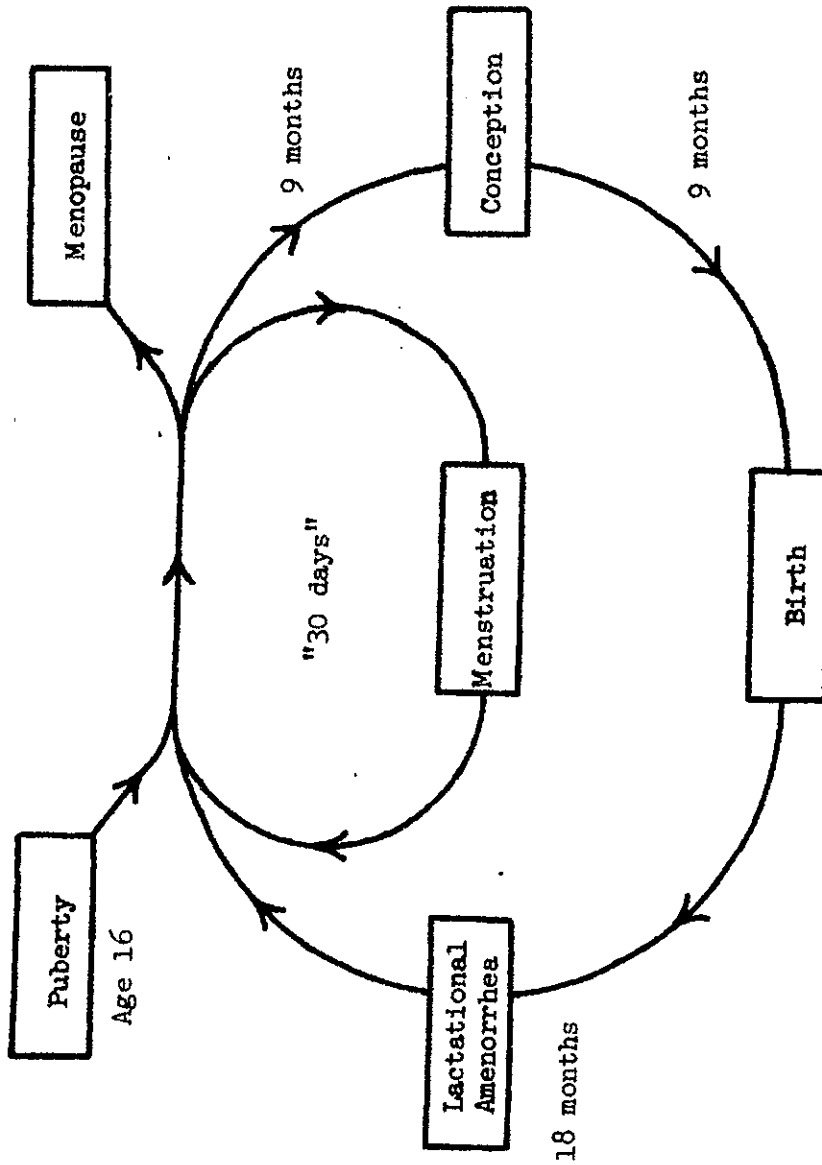 Puberty
Menopause
Age 16
9 months
"30 days"
Lactational
Amenorrhea
Menstruation
Conception
18 months
9 months
Birth